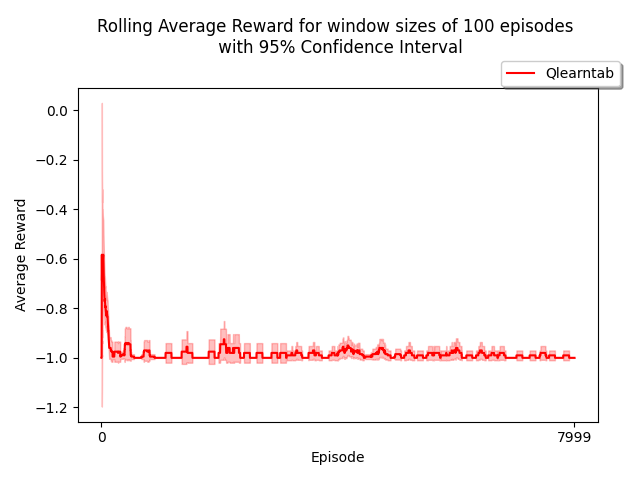 Rolling Average Reward for window sizes of 100 episodes
with 95% Confidence Interval
Qlearntab
0.0
−0.2
−0.4
−0.6
−0.8
−1.0
−1.2
Average Reward
0
7999
Episode